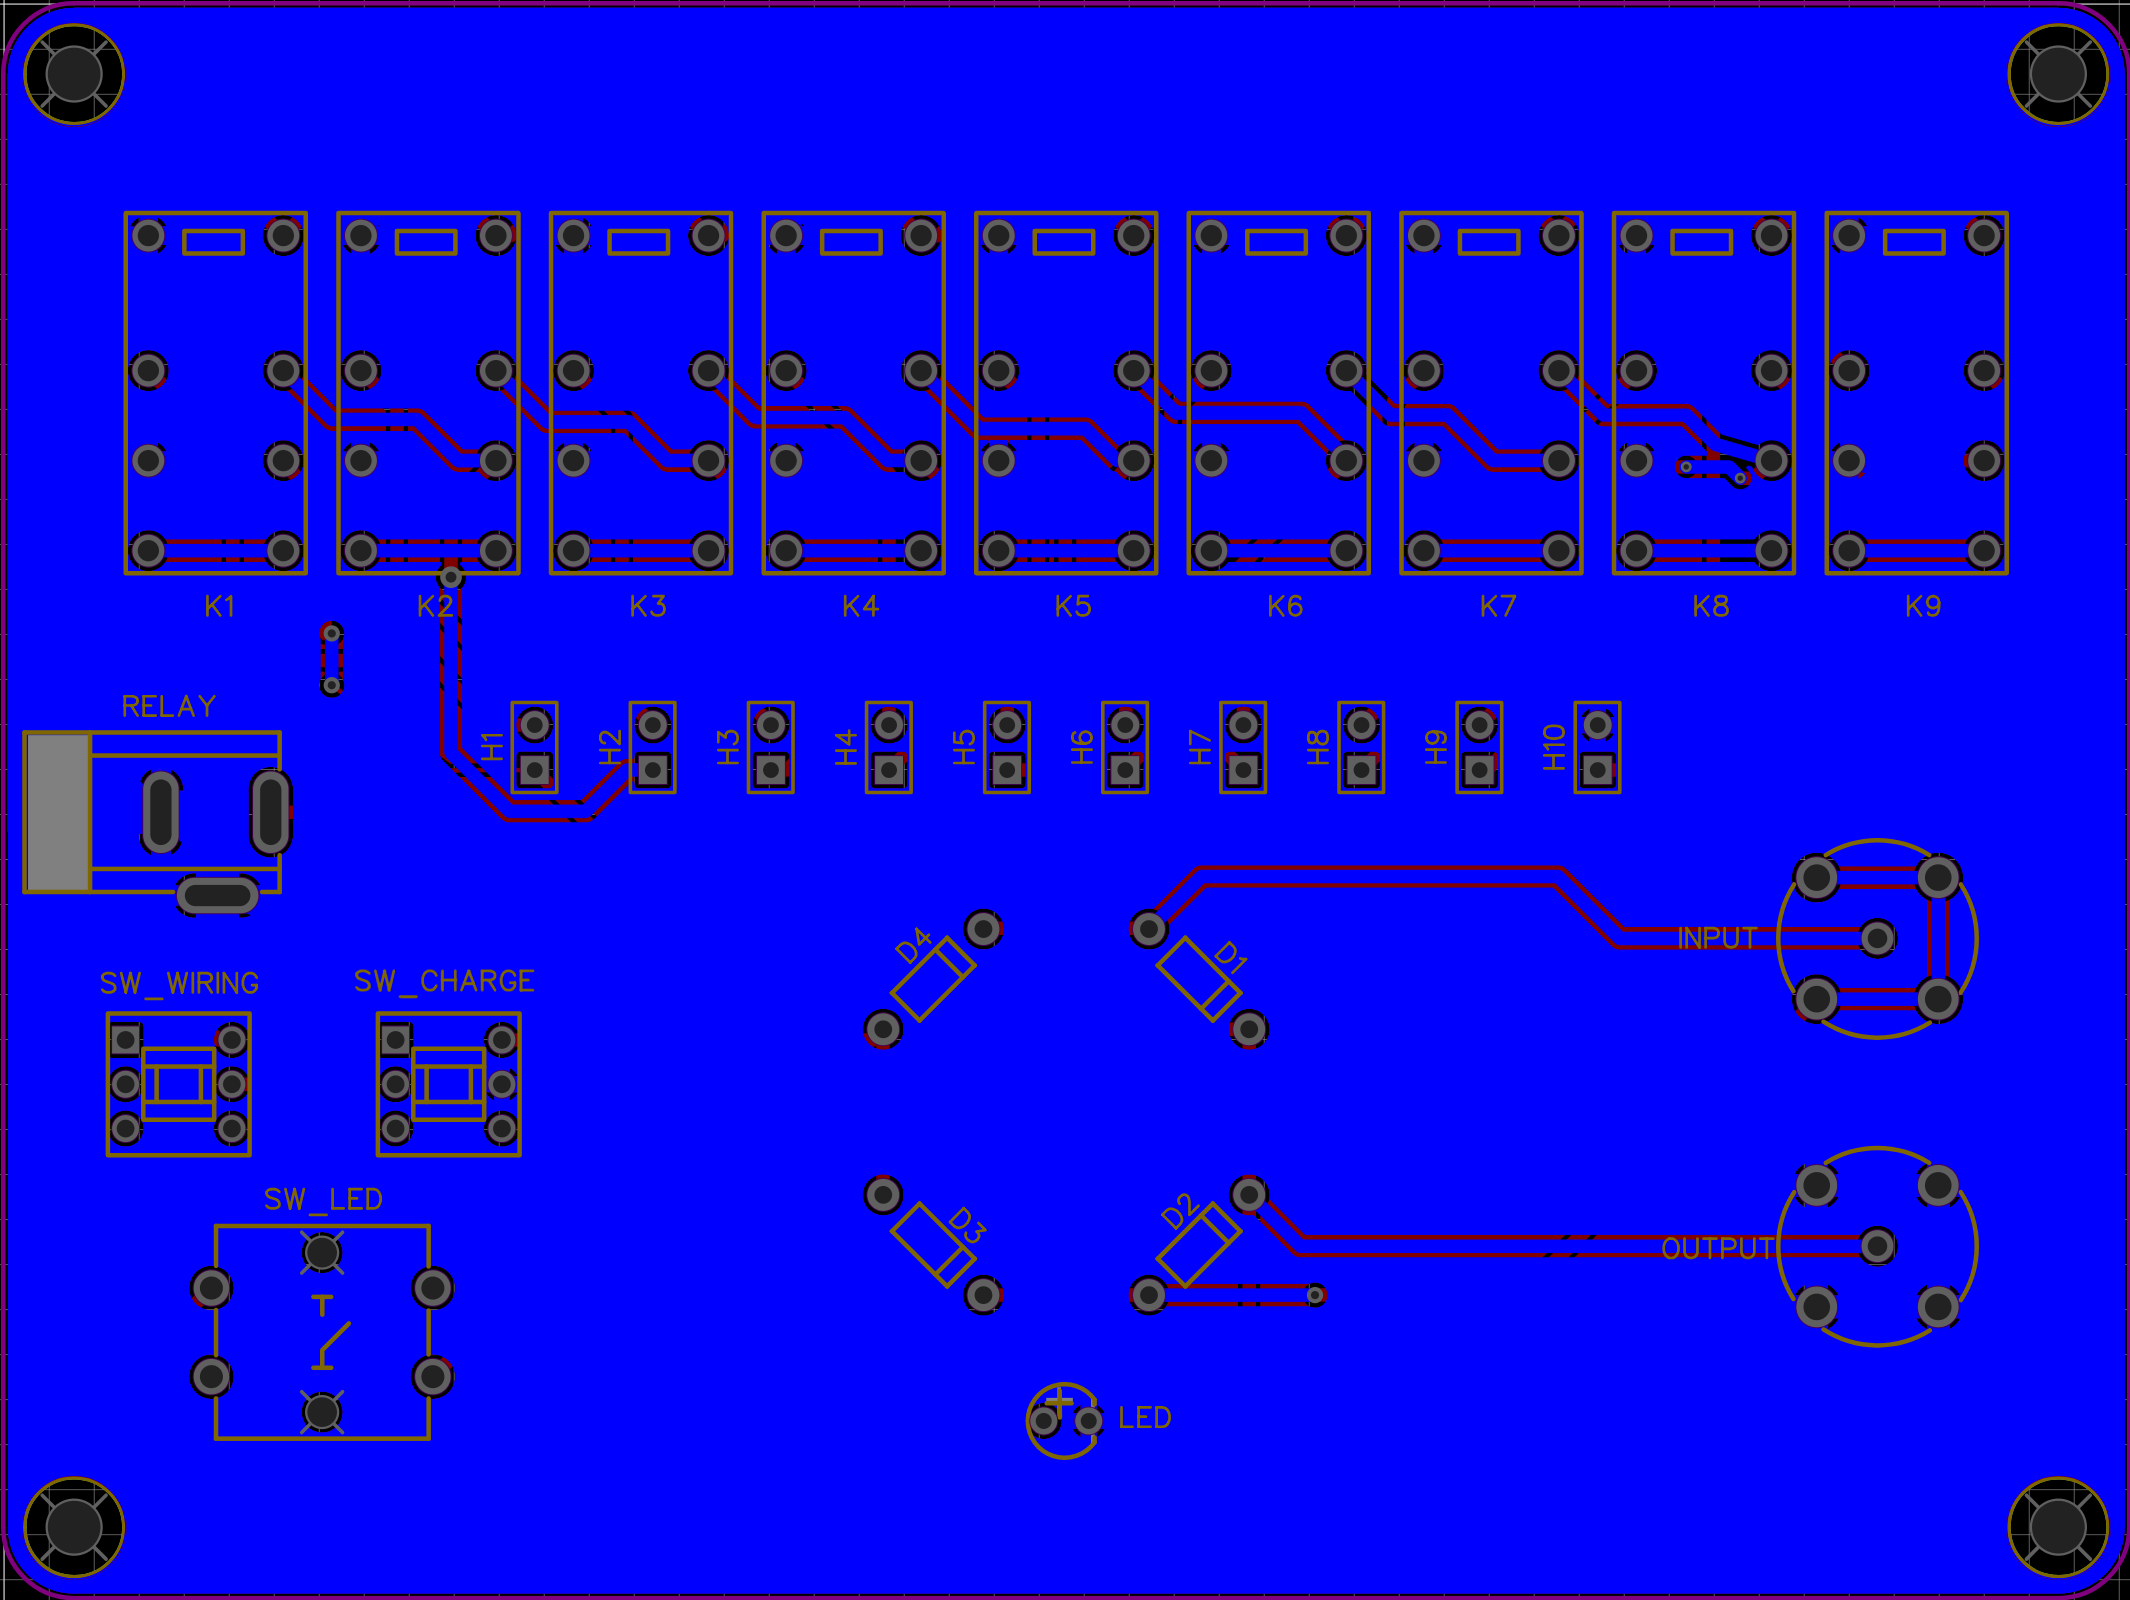 K1 K2 K3 K4 K5 K6 K7 K8 K9
RELAY
H1 H2 H3 H4 H5 H6 H7 H8 H9 H10
D4 D1
INPUT
SW_WIRING SW_CHARGE
SW_LED
D3 D2
OUTPUT
+
LED